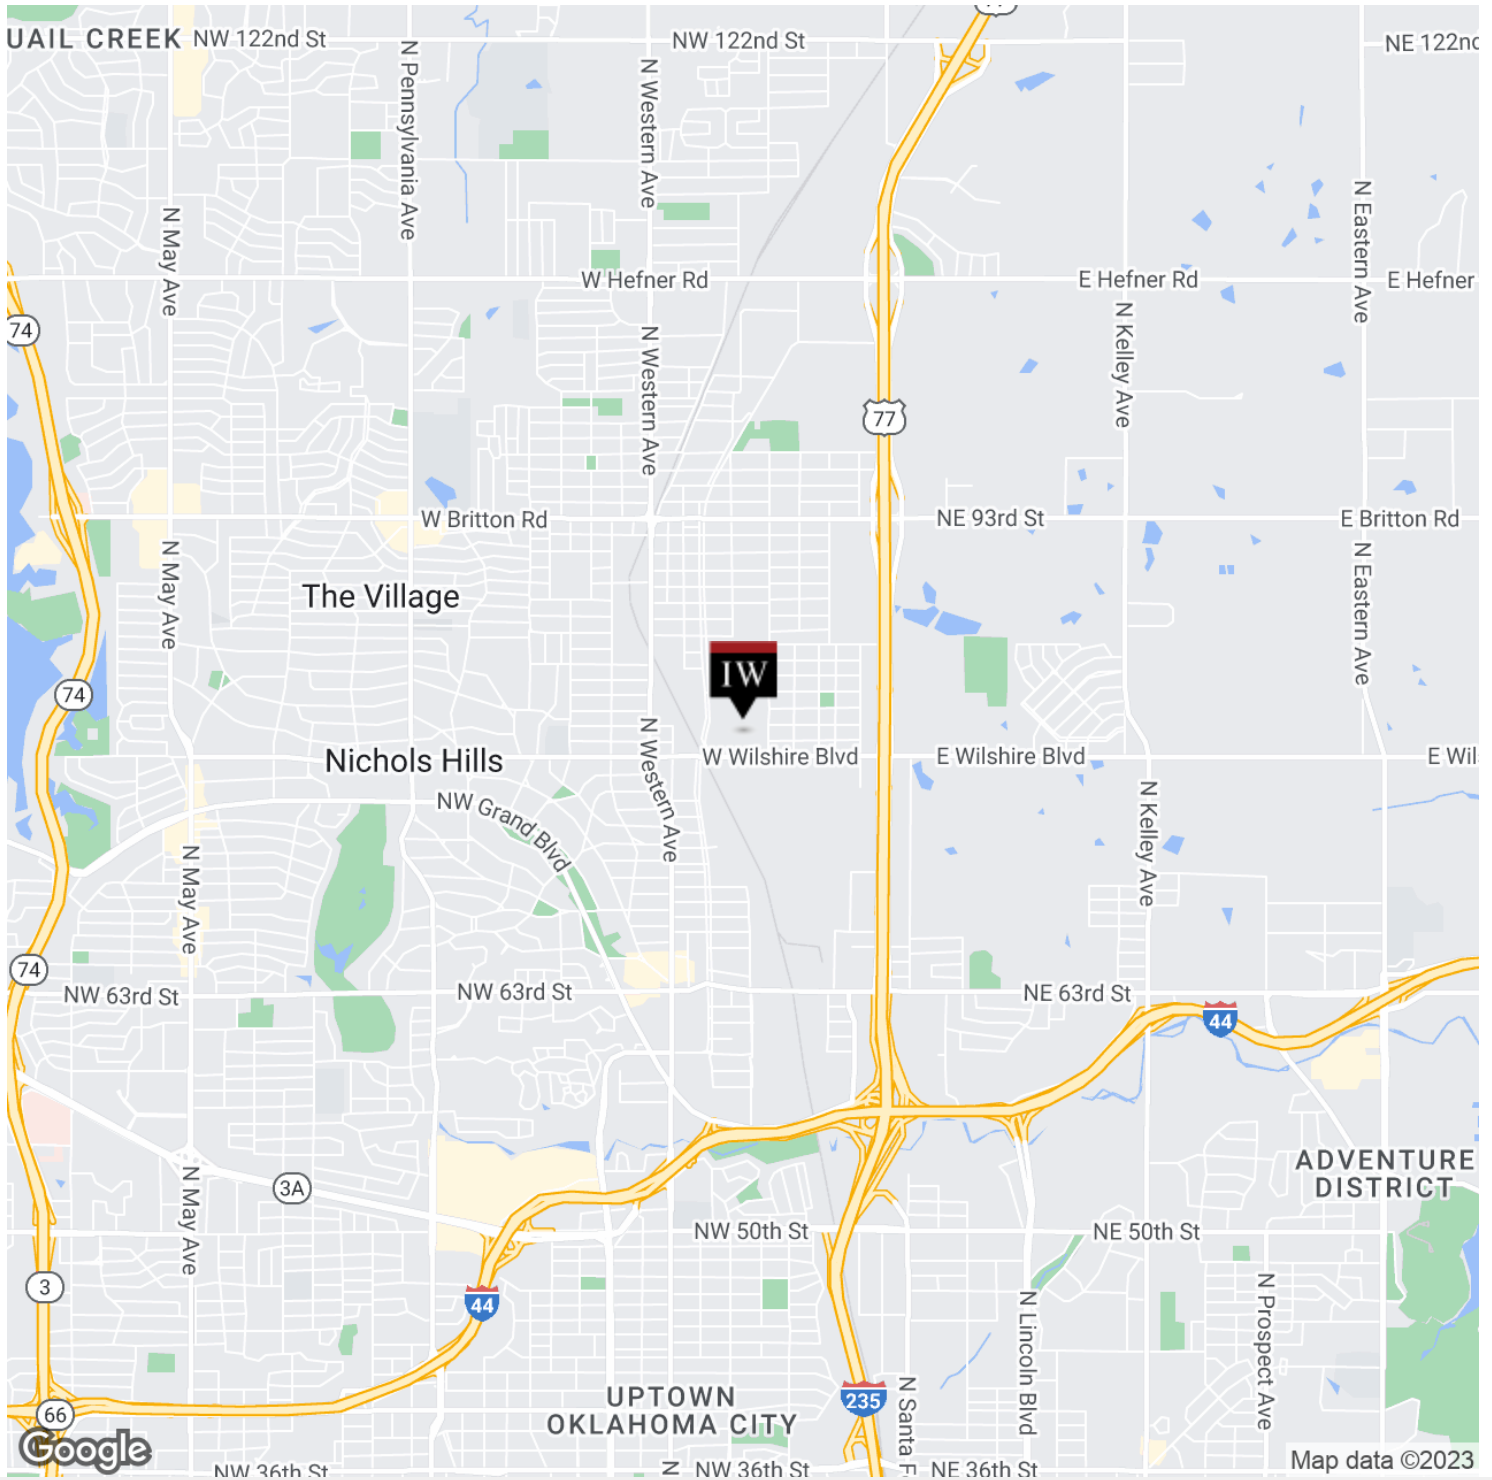 UAIL CREEK
NW 122nd St
NW 122nd St
NE 122nd
N Pennsylvania Ave
N Western Ave
N May Ave
N Eastern Ave
W Hefner Rd
E Hefner Rd
E Hefner
74
N Western Ave
N Kelley Ave
77
W Britton Rd
NE 93rd St
E Britton Rd
N May Ave
N Eastern Ave
The Village
IW
74
Nichols Hills
N Western Ave
W Wilshire Blvd
E Wilshire Blvd
E Wil
NW Grand Blvd
N Kelley Ave
N May Ave
74
NW 63rd St
NW 63rd St
NE 63rd St
44
ADVENTURE
DISTRICT
3A
N May Ave
NW 50th St
NE 50th St
3
44
N Lincoln Blvd
N Prospect Ave
UPTOWN
OKLAHOMA CITY
235
N Santa F
66
Google
Map data ©2023
NW 36th St
N
NW 36th St
NE 36th St